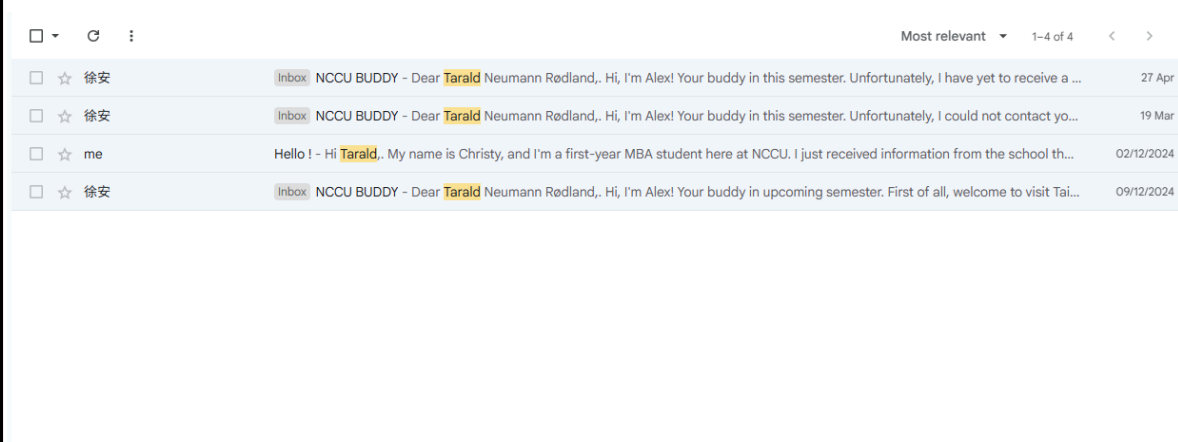 Most relevant 1–4 of 4
徐安 Inbox NCCU BUDDY - Dear Tarald Neumann Rødland,. Hi, I'm Alex! Your buddy in this semester. Unfortunately, I have yet to receive a ... 27 Apr
徐安 Inbox NCCU BUDDY - Dear Tarald Neumann Rødland,. Hi, I'm Alex! Your buddy in this semester. Unfortunately, I could not contact yo... 19 Mar
me Hello ! - Hi Tarald,. My name is Christy, and I'm a first-year MBA student here at NCCU. I just received information from the school th... 02/12/2024
徐安 Inbox NCCU BUDDY - Dear Tarald Neumann Rødland,. Hi, I'm Alex! Your buddy in upcoming semester. First of all, welcome to visit Tai... 09/12/2024